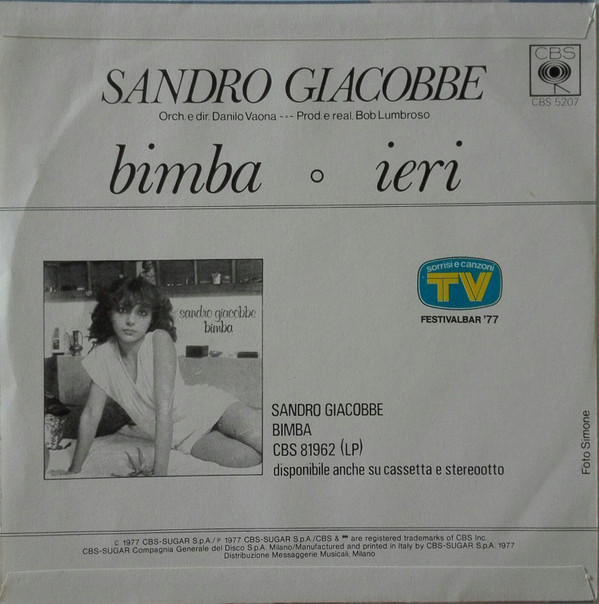 CBS
CBS 5207
SANDRO GIACOBBE
Orch. e dir. Danilo Vaona --- Prod. e real. Bob Lumbroso
bimba o ieri
sorrisi e canzoni
TV
FESTIVALBAR '77
sandro giacobbe
bimba
SANDRO GIACOBBE
BIMBA
CBS 81962 (LP)
disponibile anche su cassetta e stereootto
Foto Simone
© 1977 CBS-SUGAR S.p.A./℗ 1977 CBS-SUGAR S.p.A./CBS & are registered trademarks of CBS Inc.
CBS-SUGAR Compagnia Generale del Disco S.p.A. Milano/Manufactured and printed in Italy by CBS-SUGAR S.p.A. 1977
Distribuzione Messaggerie Musicali, Milano